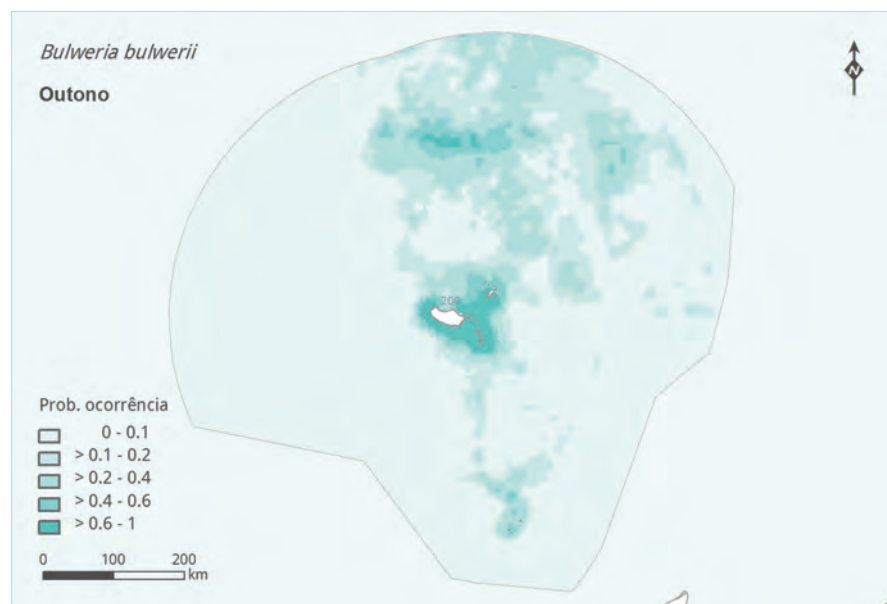 Bulweria bulwerii
Outono
N
200
Prob. ocorrência
0 - 0.1
> 0.1 - 0.2
> 0.2 - 0.4
> 0.4 - 0.6
> 0.6 - 1
0 100 200
km